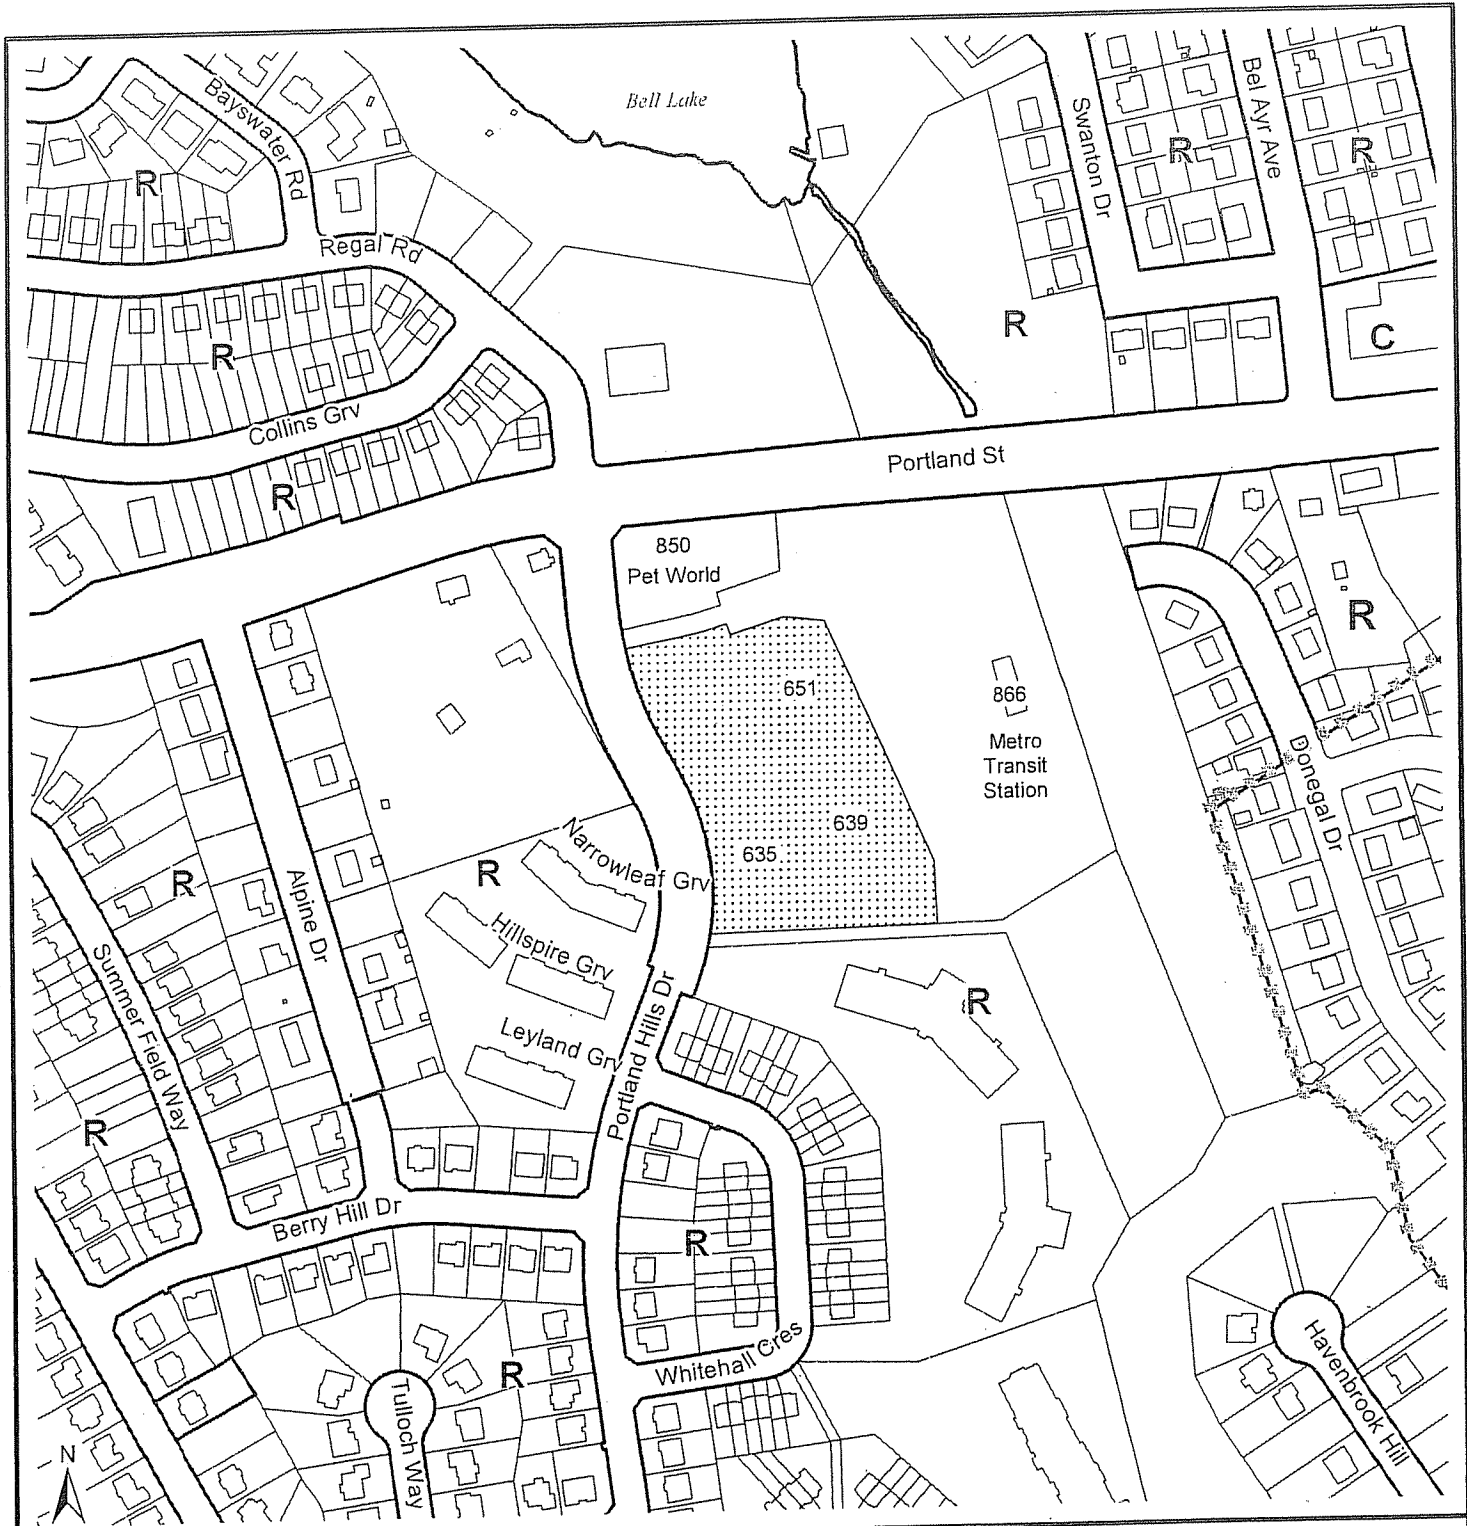 Bell Lake
Bayswater Rd
Swanton Dr
Bel Ayr Ave
R
R
R
Regal Rd
R
C
R
Collins Grv
Portland St
R
850
Pet World
R
651
866
Metro
Transit
Station
Donegal Dr
639
635
Narrowleaf Grv
R
R
Alpine Dr
Hillspire Grv
Summer Field Way
R
Leyland Grv
Portland Hills Dr
R
Berry Hill Dr
R
Whitehall Cres
R
Tulloch Way
Havenbrook Hill
N